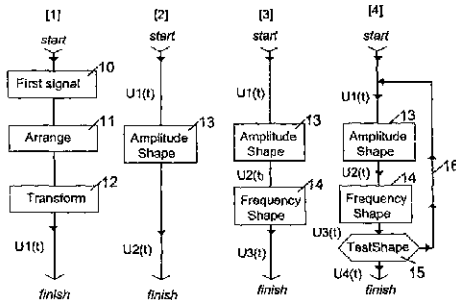 [1]
start
First signal
10
Arrange
11
Transform
12
U1(t)
finish
[2]
start
U1(t)
Amplitude
Shape
13
U2(t)
finish
[3]
start
U1(t)
Amplitude
Shape
13
U2(t)
Frequency
Shape
14
U3(t)
finish
[4]
start
U1(t)
Amplitude
Shape
13
U2(t)
Frequency
Shape
14
16
U3(t)
TestShape
15
U4(t)
finish